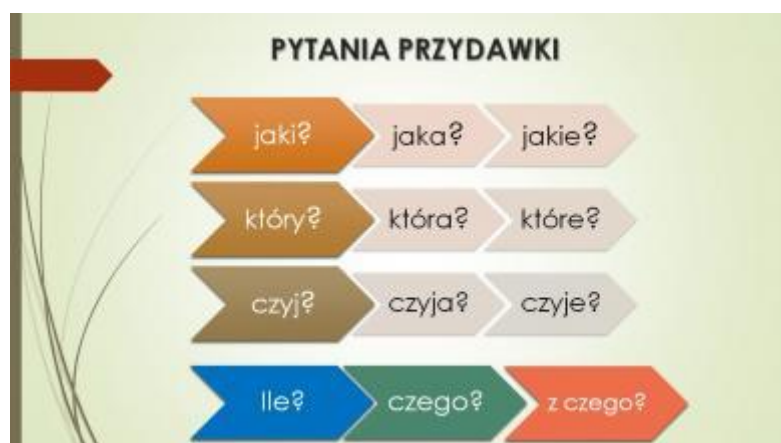 PYTANIA PRZYDAWKI
jaki? jaka? jakie?
który? która? które?
czyj? czyja? czyje?
Ile? czego? z czego?